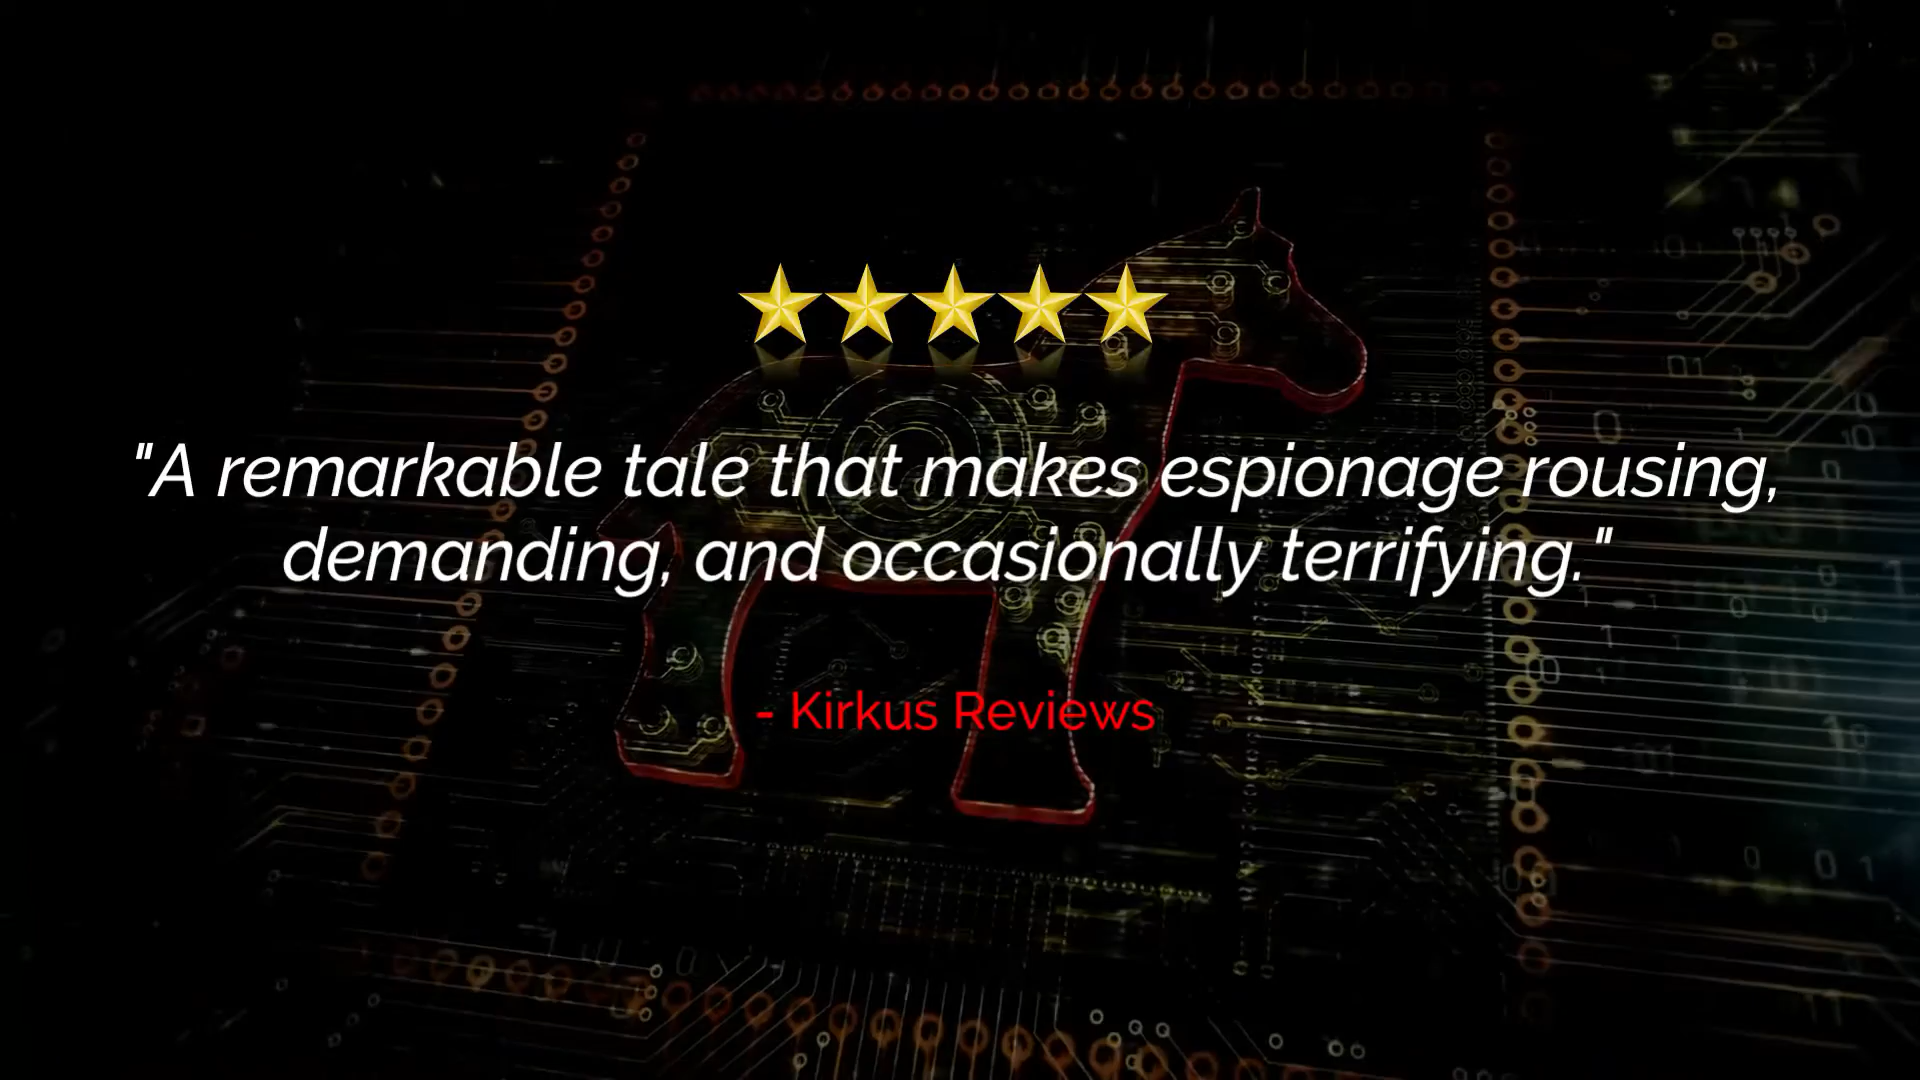 "A remarkable tale that makes espionage rousing,
demanding, and occasionally terrifying."
- Kirkus Reviews